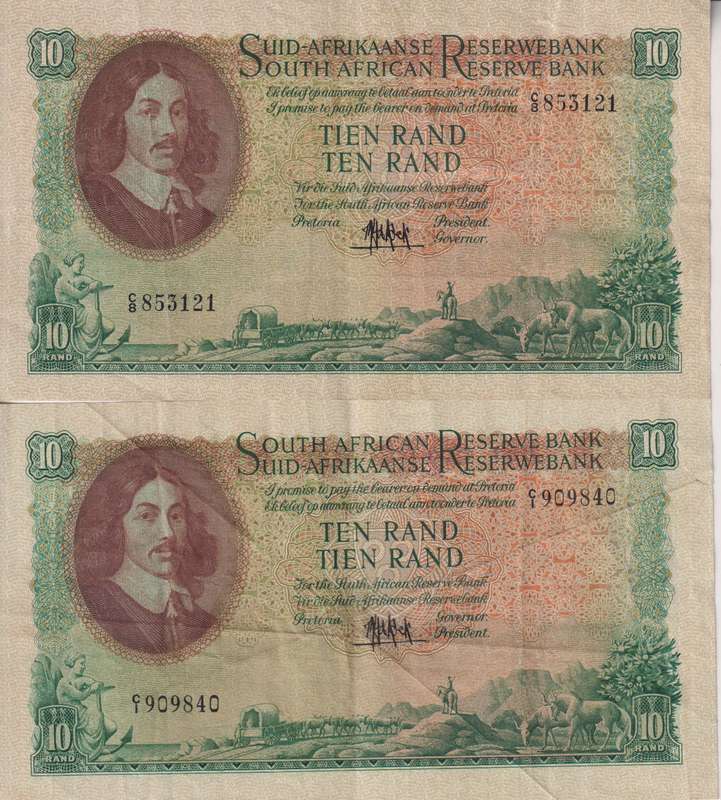 10
SUID-AFRIKAANSE RESERWEBANK
SOUTH AFRICAN RESERVE BANK
10
Ek beloof op aanvraag te betaal aan toonder te Pretoria
I promise to pay the bearer on demand at Pretoria
C/8 853121
TIEN RAND
TEN RAND
Vir die Suid Afrikaanse Reserwebank
For the South African Reserve Bank
Pretoria President.
Governor.
C/8 853121
10 RAND
10 RAND
10
SOUTH AFRICAN RESERVE BANK
SUID-AFRIKAANSE RESERWEBANK
10
I promise to pay the bearer on demand at Pretoria
Ek beloof op aanvraag te betaal aan toonder te Pretoria
C/1 909840
TEN RAND
TIEN RAND
For the South African Reserve Bank
Vir die Suid Afrikaanse Reserwebank
Pretoria Governor.
President.
C/1 909840
10 RAND
10 RAND